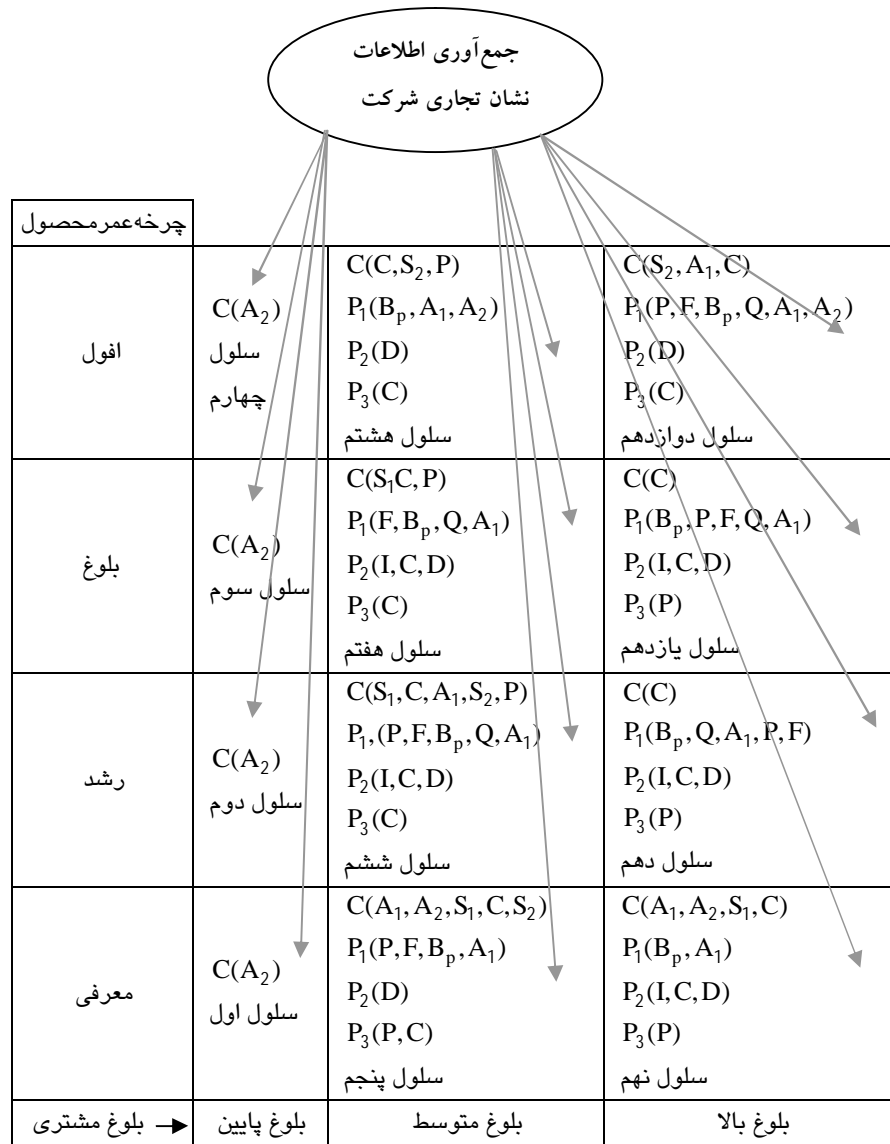 جمع‌آوری اطلاعات
نشان تجاری شرکت
چرخه‌عمرمحصول
افول
C(A₂)
سلول
چهارم
C(C,S₂,P)
P₁(Bₚ,A₁,A₂)
P₂(D)
P₃(C)
سلول هشتم
C(S₂,A₁,C)
P₁(P,F,Bₚ,Q,A₁,A₂)
P₂(D)
P₃(C)
سلول دوازدهم
بلوغ
C(A₂)
سلول سوم
C(S₁C,P)
P₁(F,Bₚ,Q,A₁)
P₂(I,C,D)
P₃(C)
سلول هفتم
C(C)
P₁(Bₚ,P,F,Q,A₁)
P₂(I,C,D)
P₃(P)
سلول یازدهم
رشد
C(A₂)
سلول دوم
C(S₁,C,A₁,S₂,P)
P₁,(P,F,Bₚ,Q,A₁)
P₂(I,C,D)
P₃(C)
سلول ششم
C(C)
P₁(Bₚ,Q,A₁,P,F)
P₂(I,C,D)
P₃(P)
سلول دهم
معرفی
C(A₂)
سلول اول
C(A₁,A₂,S₁,C,S₂)
P₁(P,F,Bₚ,A₁)
P₂(D)
P₃(P,C)
سلول پنجم
C(A₁,A₂,S₁,C)
P₁(Bₚ,A₁)
P₂(I,C,D)
P₃(P)
سلول نهم
بلوغ مشتری →
بلوغ پایین
بلوغ متوسط
بلوغ بالا